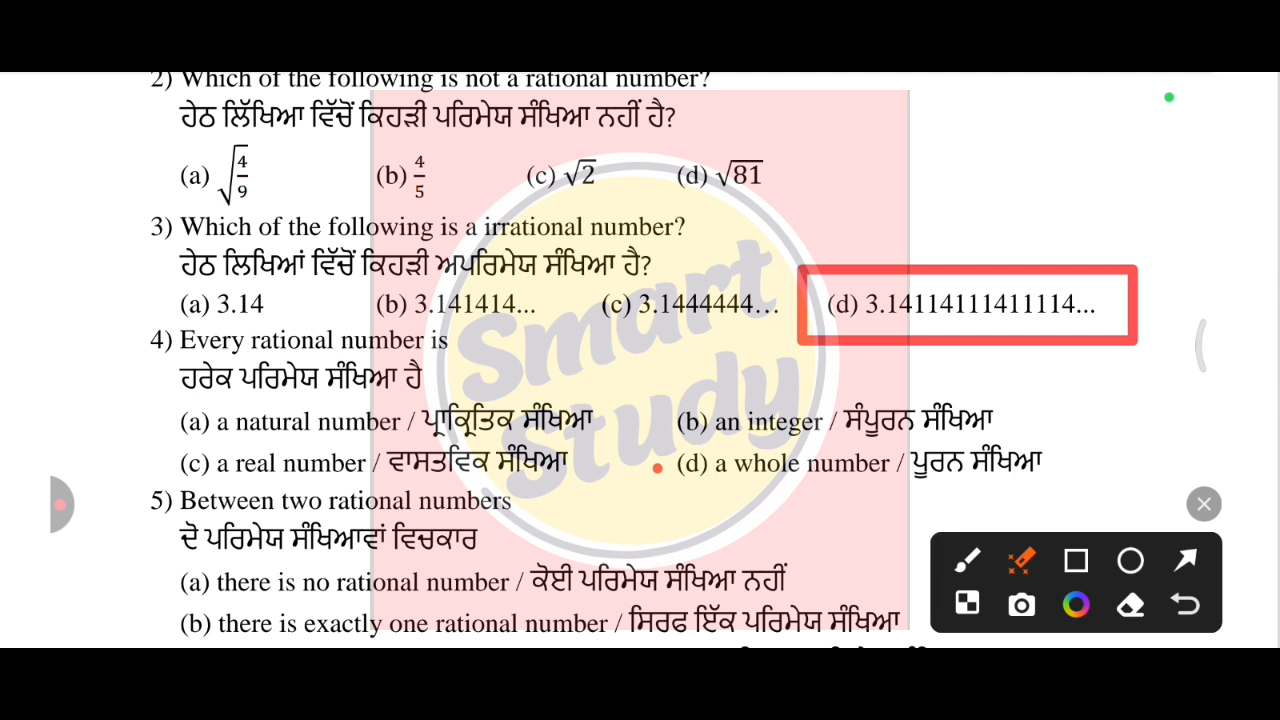 2) Which of the following is not a rational number?
ਹੇਠ ਲਿੱਖਿਆ ਵਿੱਚੋਂ ਕਿਹੜੀ ਪਰਿਮੇਯ ਸੰਖਿਆ ਨਹੀਂ ਹੈ?
(a) √4/9 (b) 4/5 (c) √2 (d) √81
3) Which of the following is a irrational number?
ਹੇਠ ਲਿਖਿਆਂ ਵਿੱਚੋਂ ਕਿਹੜੀ ਅਪਰਿਮੇਯ ਸੰਖਿਆ ਹੈ?
(a) 3.14 (b) 3.141414... (c) 3.1444444… (d) 3.14114111411114...
4) Every rational number is
ਹਰੇਕ ਪਰਿਮੇਯ ਸੰਖਿਆ ਹੈ
(a) a natural number / ਪ੍ਰਾਕ੍ਰਿਤਿਕ ਸੰਖਿਆ (b) an integer / ਸੰਪੂਰਨ ਸੰਖਿਆ
(c) a real number / ਵਾਸਤਵਿਕ ਸੰਖਿਆ (d) a whole number / ਪੂਰਨ ਸੰਖਿਆ
5) Between two rational numbers
ਦੋ ਪਰਿਮੇਯ ਸੰਖਿਆਵਾਂ ਵਿਚਕਾਰ
(a) there is no rational number / ਕੋਈ ਪਰਿਮੇਯ ਸੰਖਿਆ ਨਹੀਂ
(b) there is exactly one rational number / ਸਿਰਫ ਇੱਕ ਪਰਿਮੇਯ ਸੰਖਿਆ
Smart
Study